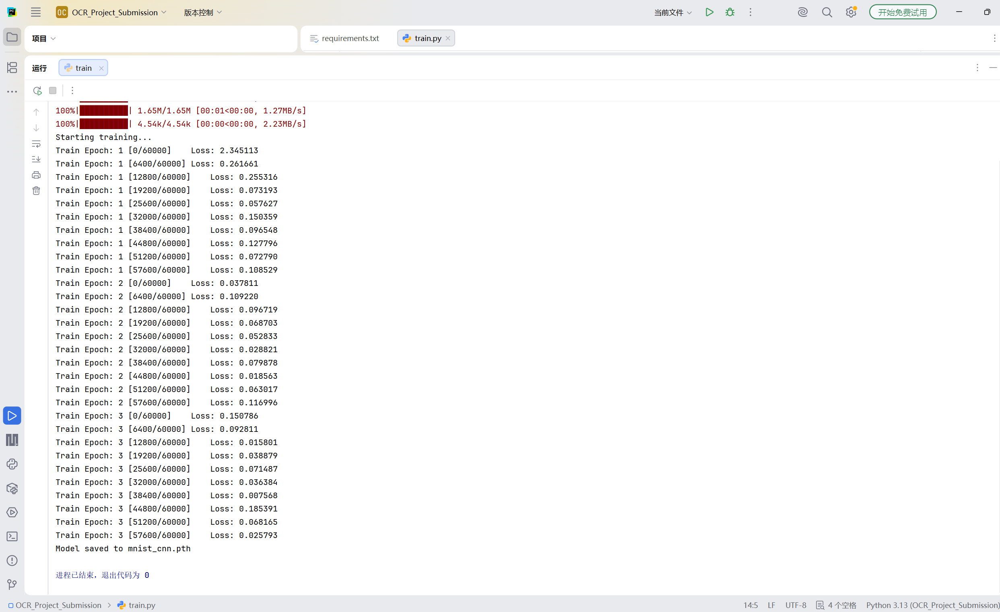 PC
OC OCR_Project_Submission 版本控制 当前文件 开始免费试用
项目 requirements.txt train.py
运行 train
100%|██████████| 1.65M/1.65M [00:01<00:00, 1.27MB/s]
100%|██████████| 4.54k/4.54k [00:00<00:00, 2.23MB/s]
Starting training...
Train Epoch: 1 [0/60000]    Loss: 2.345113
Train Epoch: 1 [6400/60000] Loss: 0.261661
Train Epoch: 1 [12800/60000]    Loss: 0.255316
Train Epoch: 1 [19200/60000]    Loss: 0.073193
Train Epoch: 1 [25600/60000]    Loss: 0.057627
Train Epoch: 1 [32000/60000]    Loss: 0.150359
Train Epoch: 1 [38400/60000]    Loss: 0.096548
Train Epoch: 1 [44800/60000]    Loss: 0.127796
Train Epoch: 1 [51200/60000]    Loss: 0.072790
Train Epoch: 1 [57600/60000]    Loss: 0.108529
Train Epoch: 2 [0/60000]    Loss: 0.037811
Train Epoch: 2 [6400/60000] Loss: 0.109220
Train Epoch: 2 [12800/60000]    Loss: 0.096719
Train Epoch: 2 [19200/60000]    Loss: 0.068703
Train Epoch: 2 [25600/60000]    Loss: 0.052833
Train Epoch: 2 [32000/60000]    Loss: 0.028821
Train Epoch: 2 [38400/60000]    Loss: 0.079878
Train Epoch: 2 [44800/60000]    Loss: 0.018563
Train Epoch: 2 [51200/60000]    Loss: 0.063017
Train Epoch: 2 [57600/60000]    Loss: 0.116996
Train Epoch: 3 [0/60000]    Loss: 0.150786
Train Epoch: 3 [6400/60000] Loss: 0.092811
Train Epoch: 3 [12800/60000]    Loss: 0.015801
Train Epoch: 3 [19200/60000]    Loss: 0.038879
Train Epoch: 3 [25600/60000]    Loss: 0.071487
Train Epoch: 3 [32000/60000]    Loss: 0.036384
Train Epoch: 3 [38400/60000]    Loss: 0.007568
Train Epoch: 3 [44800/60000]    Loss: 0.185391
Train Epoch: 3 [51200/60000]    Loss: 0.068165
Train Epoch: 3 [57600/60000]    Loss: 0.025793
Model saved to mnist_cnn.pth
进程已结束，退出代码为 0
OCR_Project_Submission > train.py 14:5 LF UTF-8 4 个空格 Python 3.13 (OCR_Project_Submission)